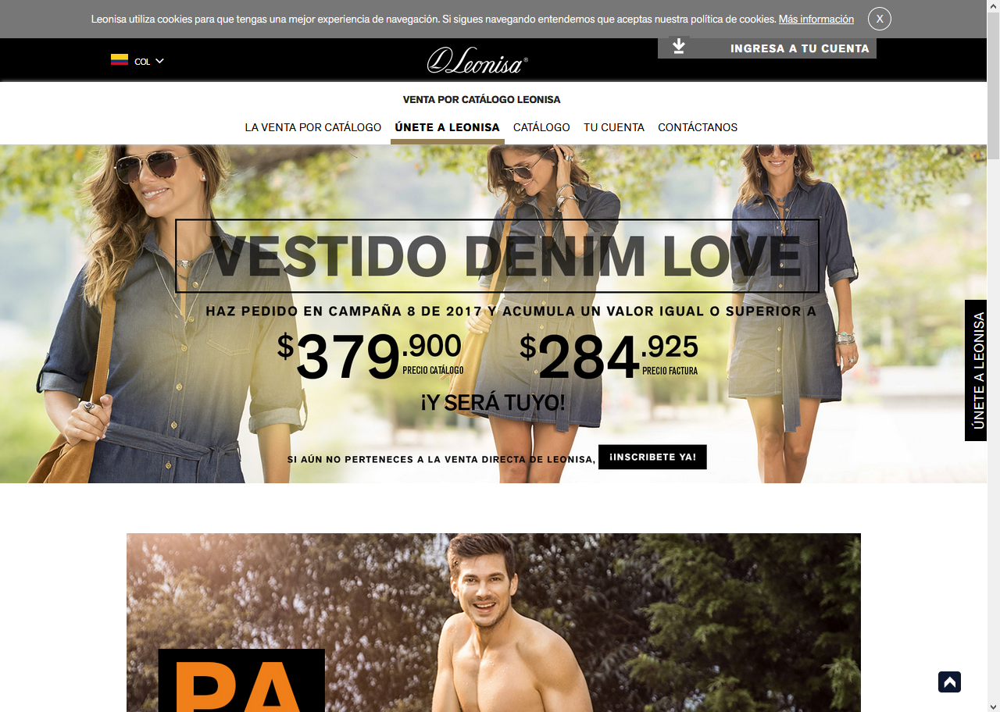 Leonisa utiliza cookies para que tengas una mejor experiencia de navegación. Si sigues navegando entendemos que aceptas nuestra política de cookies. Más información X
COL
Leonisa®
INGRESA A TU CUENTA
VENTA POR CATÁLOGO LEONISA
LA VENTA POR CATÁLOGO ÚNETE A LEONISA CATÁLOGO TU CUENTA CONTÁCTANOS
VESTIDO DENIM LOVE
HAZ PEDIDO EN CAMPAÑA 8 DE 2017 Y ACUMULA UN VALOR IGUAL O SUPERIOR A
$379.900 PRECIO CATÁLOGO $284.925 PRECIO FACTURA
¡Y SERÁ TUYO!
SI AÚN NO PERTENECES A LA VENTA DIRECTA DE LEONISA, ¡INSCRIBETE YA!
ÚNETE A LEONISA
PA